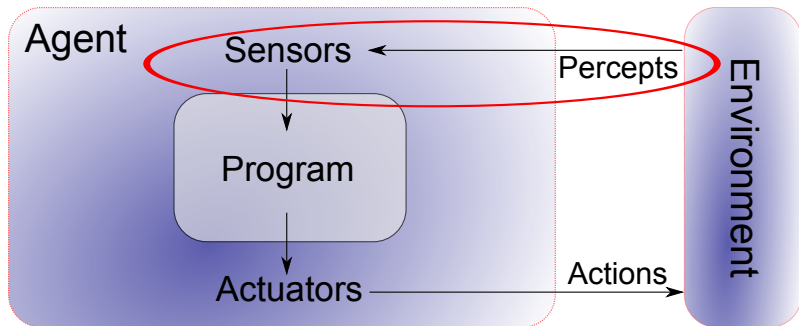 Agent
Sensors
Percepts
Program
Actuators
Actions
Environment